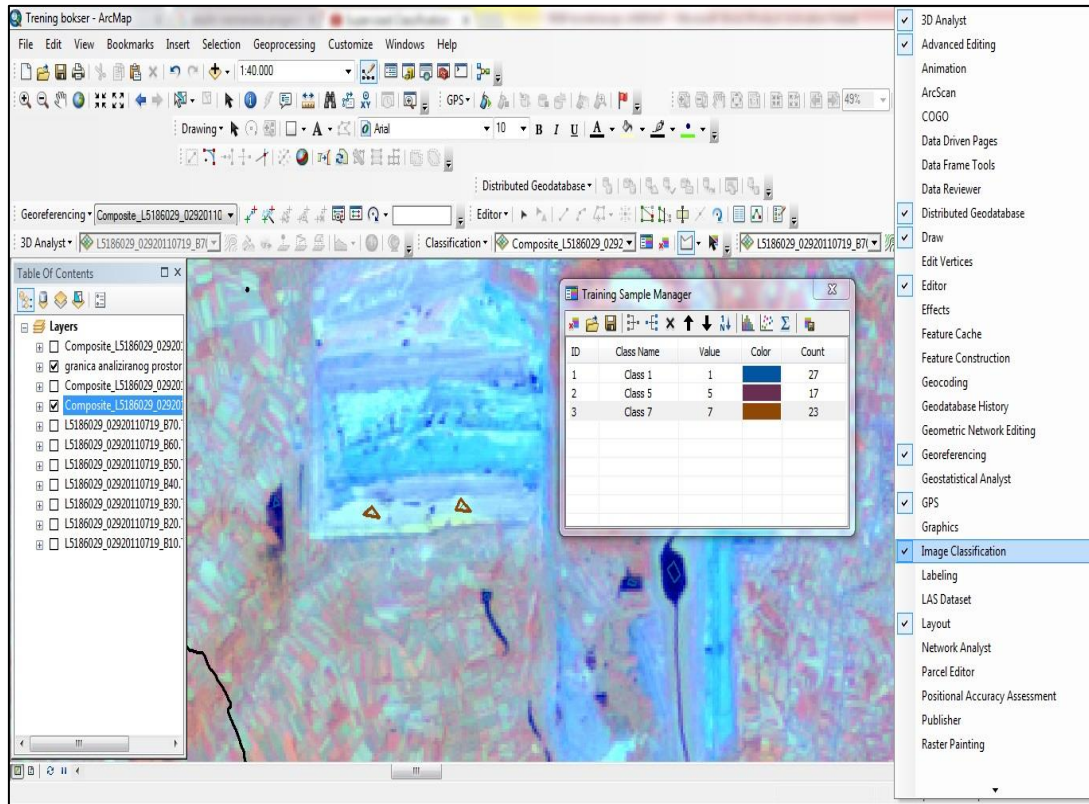 Trening bokser - ArcMap
File Edit View Bookmarks Insert Selection Geoprocessing Customize Windows Help
1:40.000
GPS
49%
Drawing A Arial 10 B I U A
Distributed Geodatabase
Georeferencing Composite_L5186029_02920110 Editor
3D Analyst L5186029_02920110719_B7( Classification Composite_L5186029_0292 L5186029_02920110719_B7(
Table Of Contents
Layers
Composite_L5186029_02920:
granica analiziranog prostor
Composite_L5186029_029201
Composite_L5186029_029201
L5186029_02920110719_B70.
L5186029_02920110719_B60.
L5186029_02920110719_B50.
L5186029_02920110719_B40.
L5186029_02920110719_B30.
L5186029_02920110719_B20.
L5186029_02920110719_B10.
Training Sample Manager
ID Class Name Value Color Count
1 Class 1 1 27
2 Class 5 5 17
3 Class 7 7 23
3D Analyst
Advanced Editing
Animation
ArcScan
COGO
Data Driven Pages
Data Frame Tools
Data Reviewer
Distributed Geodatabase
Draw
Edit Vertices
Editor
Effects
Feature Cache
Feature Construction
Geocoding
Geodatabase History
Geometric Network Editing
Georeferencing
Geostatistical Analyst
GPS
Graphics
Image Classification
Labeling
LAS Dataset
Layout
Network Analyst
Parcel Editor
Positional Accuracy Assessment
Publisher
Raster Painting